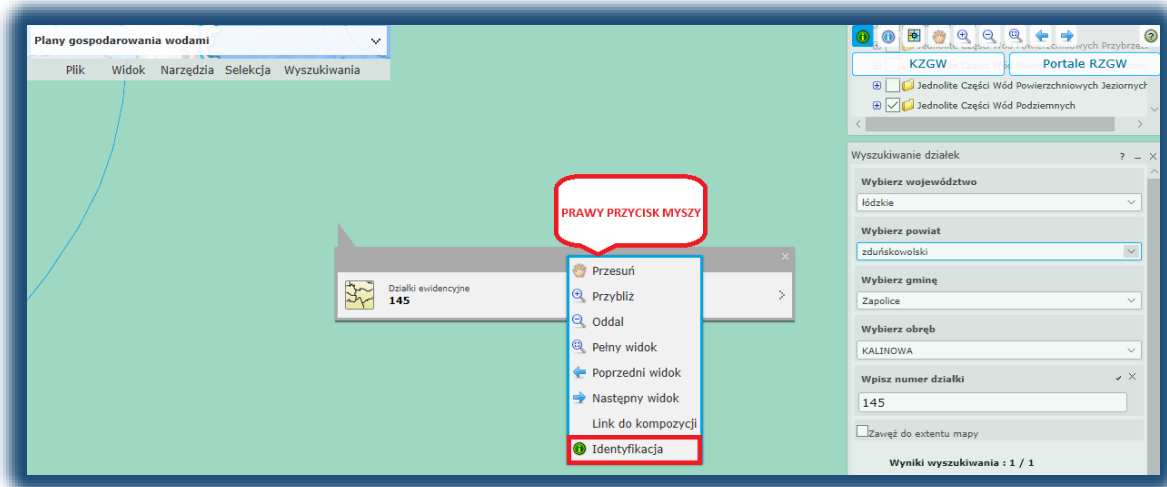 Plany gospodarowania wodami
Plik Widok Narzędzia Selekcja Wyszukiwania
KZGW Portale RZGW
Jednolite Części Wód Powierzchniowych Jeziornych
Jednolite Części Wód Podziemnych
Wyszukiwanie działek
Wybierz województwo
łódzkie
Wybierz powiat
zduńskowolski
Wybierz gminę
Zapolice
Wybierz obręb
KALINOWA
Wpisz numer działki
145
Zawęź do extentu mapy
Wyniki wyszukiwania : 1 / 1
PRAWY PRZYCISK MYSZY
Działki ewidencyjne
145
Przesuń
Przybliż
Oddal
Pełny widok
Poprzedni widok
Następny widok
Link do kompozycji
Identyfikacja